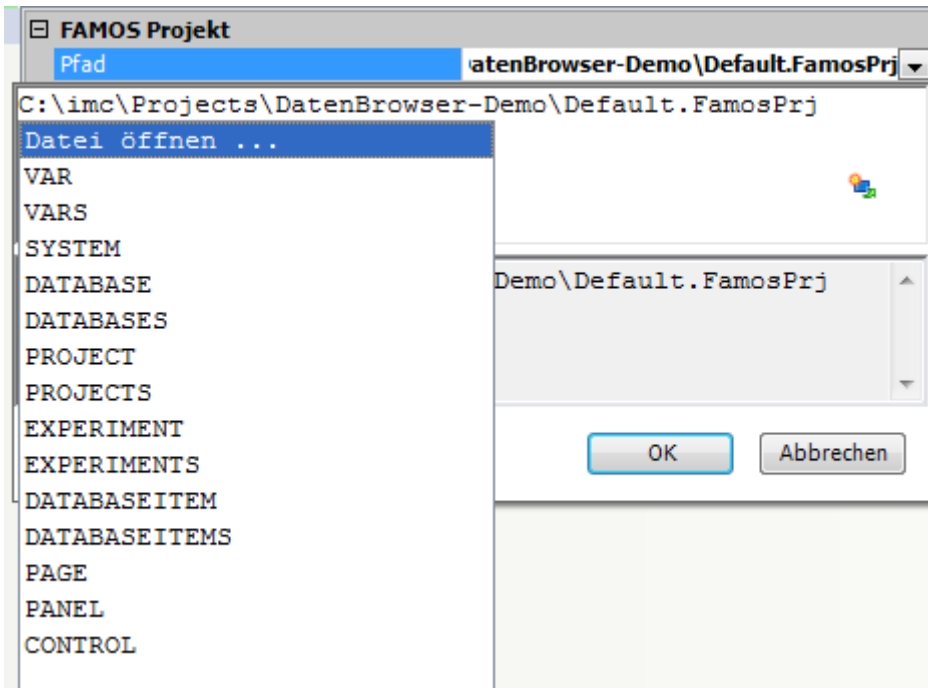 FAMOS Projekt
Pfad atenBrowser-Demo\Default.FamosPrj
C:\imc\Projects\DatenBrowser-Demo\Default.FamosPrj
Datei öffnen ...
VAR
VARS
SYSTEM
DATABASE Demo\Default.FamosPrj
DATABASES
PROJECT
PROJECTS
EXPERIMENT
EXPERIMENTS OK Abbrechen
DATABASEITEM
DATABASEITEMS
PAGE
PANEL
CONTROL